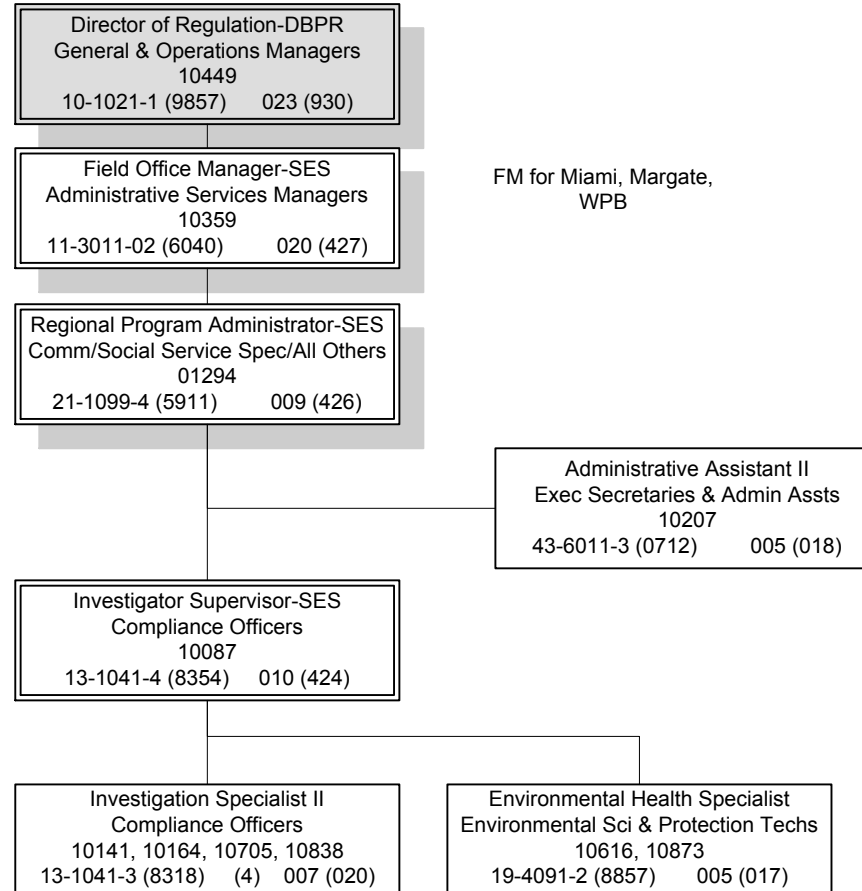 Director of Regulation-DBPR
General & Operations Managers
10449
10-1021-1 (9857) 023 (930)
Field Office Manager-SES
Administrative Services Managers
10359
11-3011-02 (6040) 020 (427)
FM for Miami, Margate,
WPB
Regional Program Administrator-SES
Comm/Social Service Spec/All Others
01294
21-1099-4 (5911) 009 (426)
Administrative Assistant II
Exec Secretaries & Admin Assts
10207
43-6011-3 (0712) 005 (018)
Investigator Supervisor-SES
Compliance Officers
10087
13-1041-4 (8354) 010 (424)
Investigation Specialist II
Compliance Officers
10141, 10164, 10705, 10838
13-1041-3 (8318) (4) 007 (020)
Environmental Health Specialist
Environmental Sci & Protection Techs
10616, 10873
19-4091-2 (8857) 005 (017)